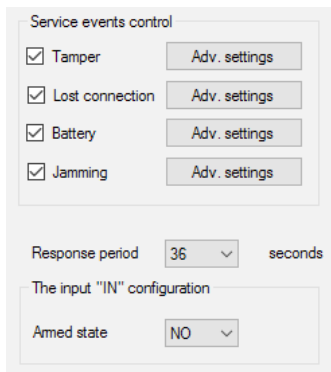 Service events control
Tamper Adv. settings
Lost connection Adv. settings
Battery Adv. settings
Jamming Adv. settings
Response period 36 seconds
The input "IN" configuration
Armed state NO